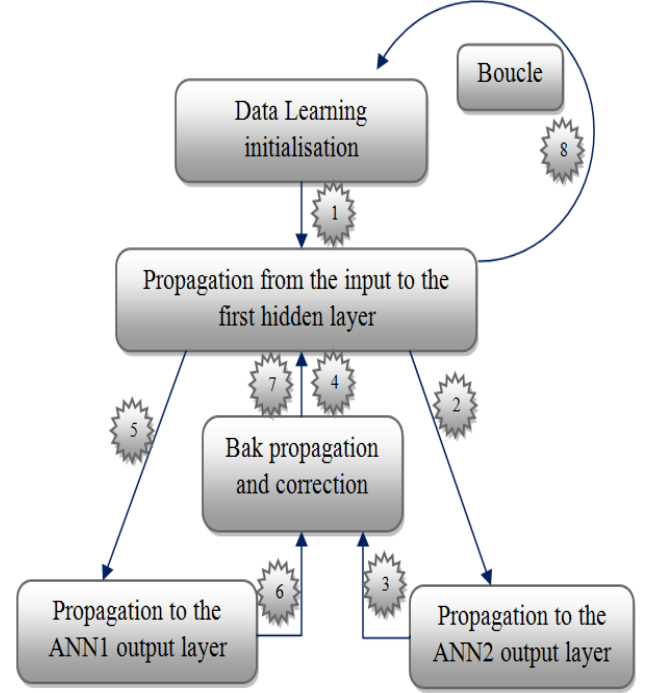 Boucle
Data Learning
initialisation
8
1
Propagation from the input to the
first hidden layer
7
4
2
5
Bak propagation
and correction
6
3
Propagation to the
ANN1 output layer
Propagation to the
ANN2 output layer